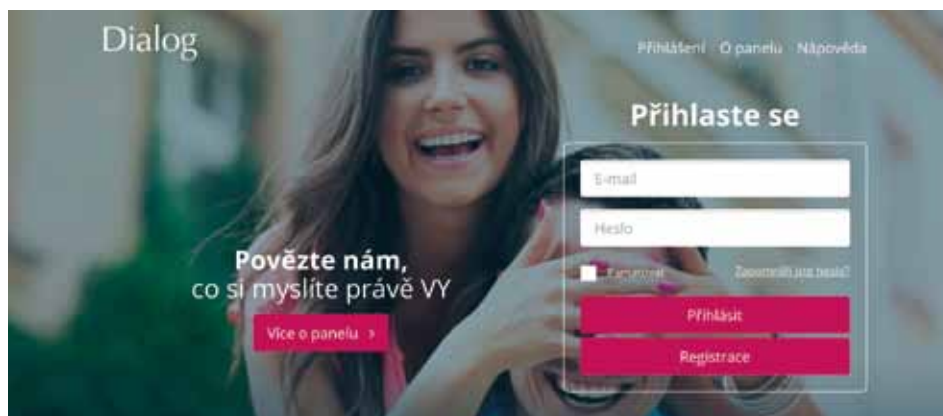 Dialog
Přihlášení O panelu Nápověda
Přihlaste se
E-mail
Heslo
Pamatovat Zapomněli jste heslo?
Povězte nám,
co si myslíte právě VY
Více o panelu >
Přihlásit
Registrace